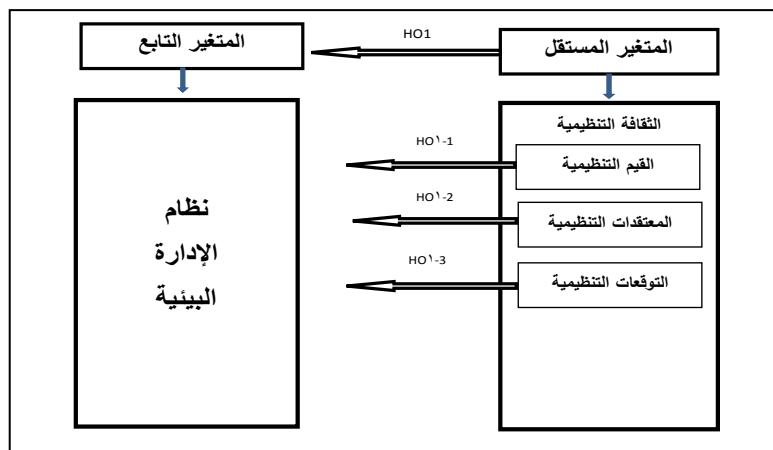 المتغير المستقل
HO1
المتغير التابع
الثقافة التنظيمية
القيم التنظيمية
HO١-1
المعتقدات التنظيمية
HO١-2
التوقعات التنظيمية
HO١-3
نظام
الإدارة
البيئية